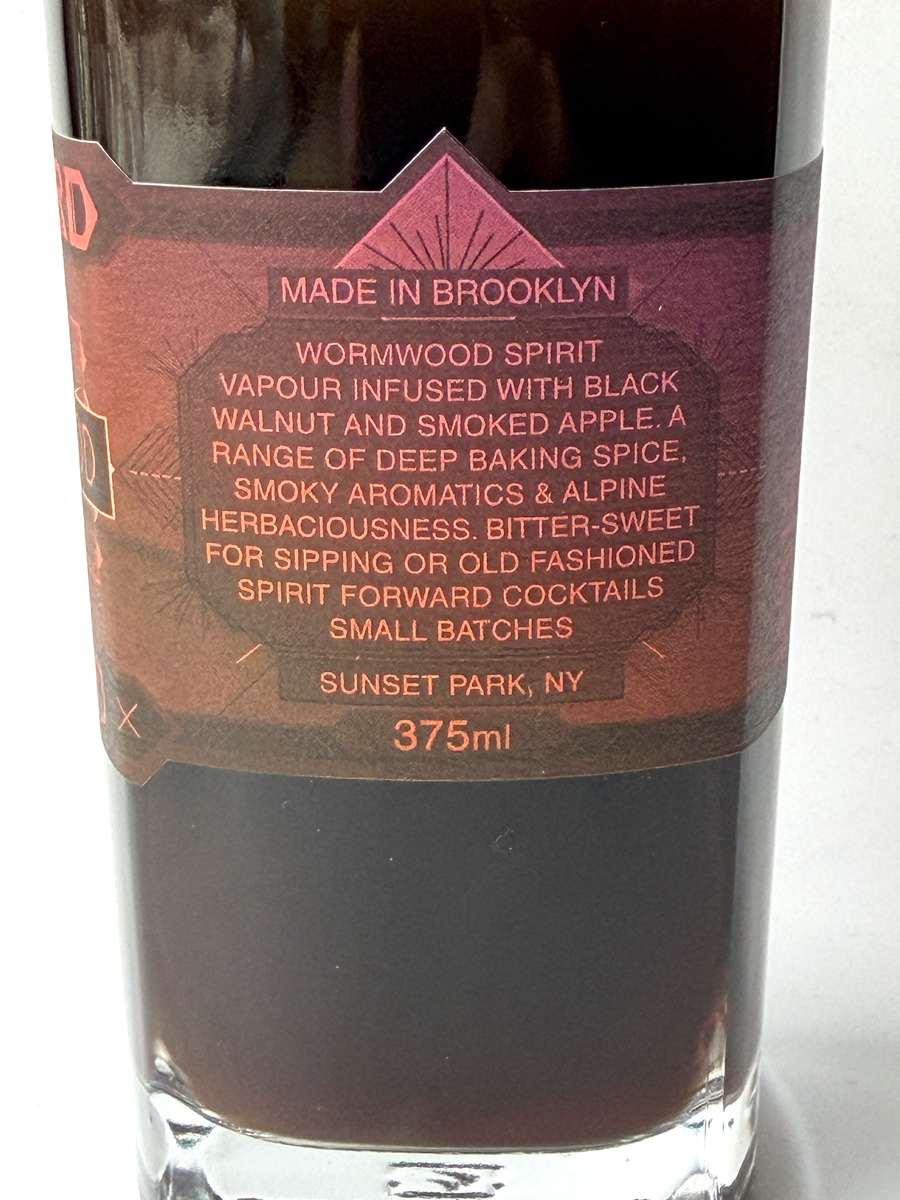 MADE IN BROOKLYN
WORMWOOD SPIRIT
VAPOUR INFUSED WITH BLACK
WALNUT AND SMOKED APPLE. A
RANGE OF DEEP BAKING SPICE,
SMOKY AROMATICS & ALPINE
HERBACIOUSNESS. BITTER-SWEET
FOR SIPPING OR OLD FASHIONED
SPIRIT FORWARD COCKTAILS
SMALL BATCHES
SUNSET PARK, NY
375ml